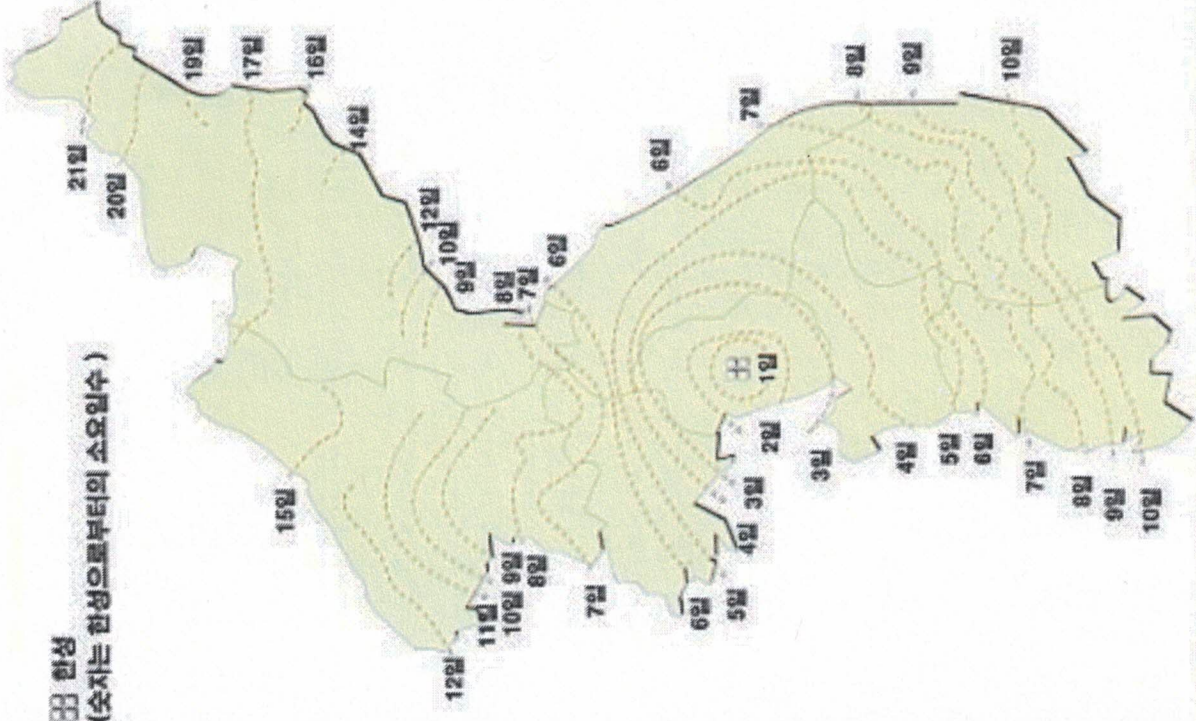 한성
(숫자는 한성으로부터의 소요일수)
21일
20일
19일
17일
16일
15일
14일
12일
10일
9일
8일
7일
6일
12일
11일
10일
9일
8일
7일
6일
5일
4일
3일
2일
1일
3일
4일
5일
6일
7일
8일
9일
10일
6일
7일
8일
9일
10일